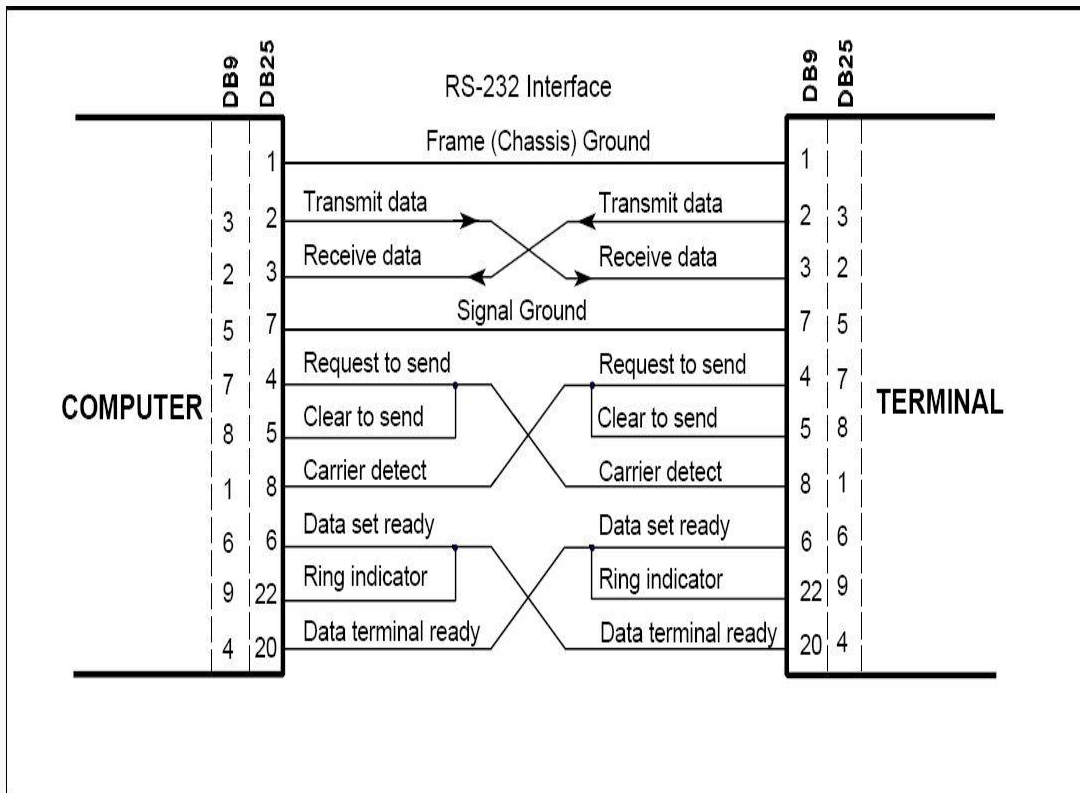 DB9 DB25 DB9 DB25
RS-232 Interface
Frame (Chassis) Ground
1 1
Transmit data Transmit data
3 2 2 3
Receive data Receive data
2 3 3 2
Signal Ground
5 7 7 5
Request to send Request to send
7 4 4 7
COMPUTER TERMINAL
Clear to send Clear to send
8 5 5 8
Carrier detect Carrier detect
1 8 8 1
Data set ready Data set ready
6 6 6 6
Ring indicator Ring indicator
9 22 22 9
Data terminal ready Data terminal ready
4 20 20 4